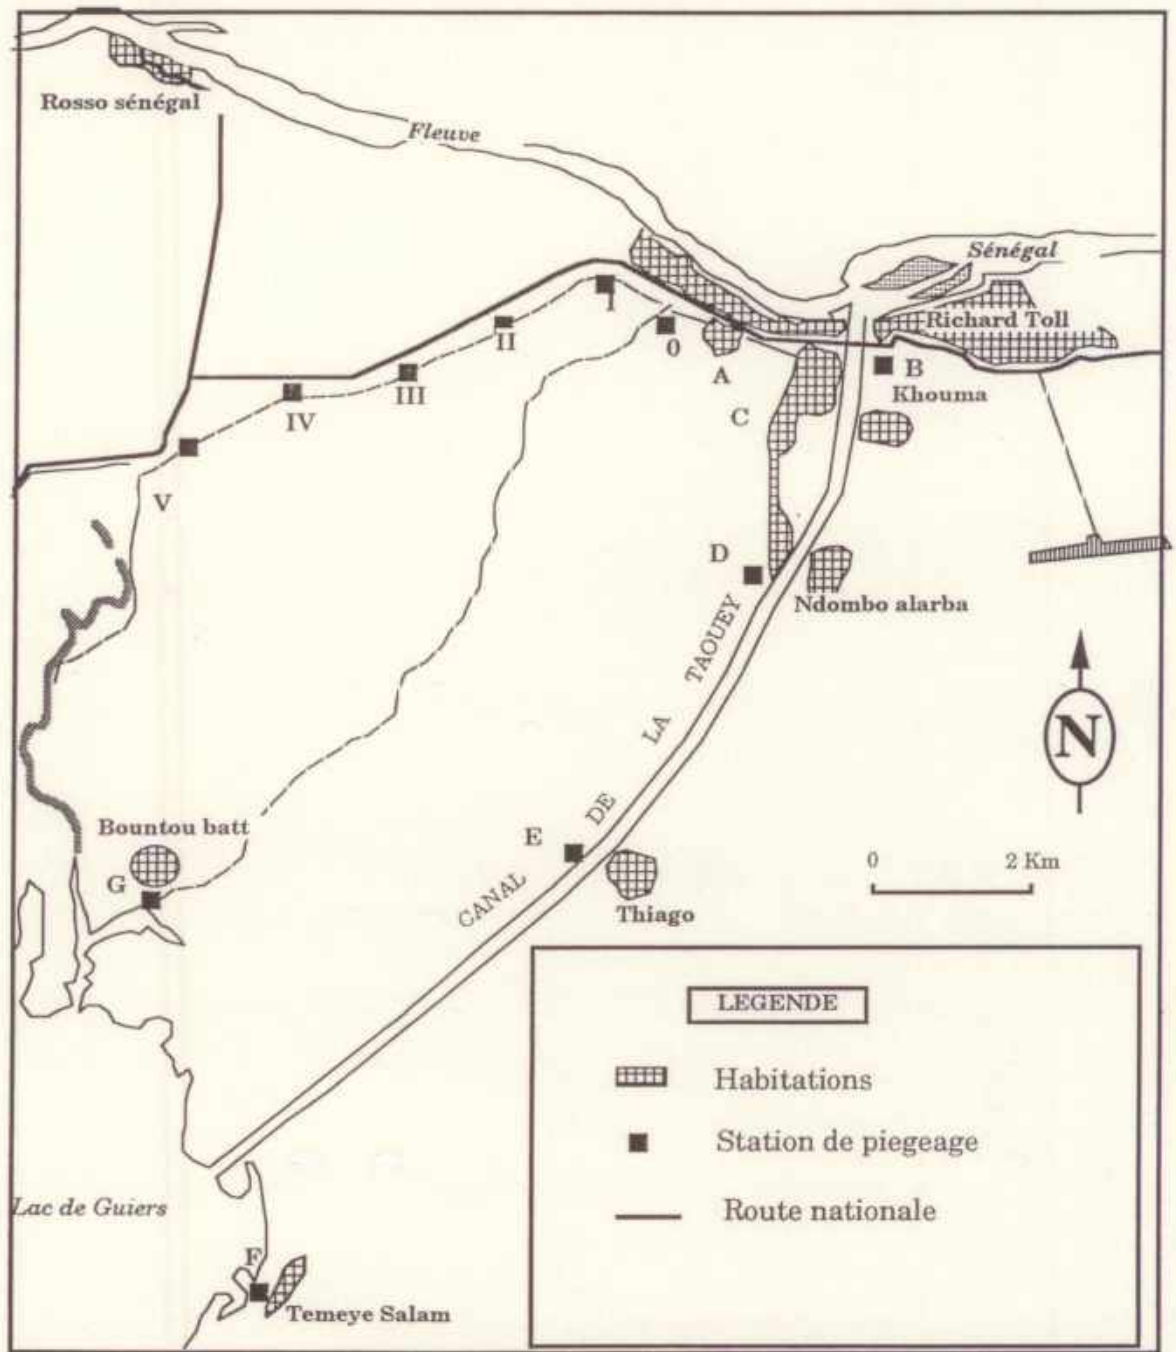 Rosso sénégal
Fleuve
Sénégal
Richard Toll
I
0
II
A
B
III
Khouma
IV
C
V
D
Ndombo alarba
CANAL DE LA TAOUEY
N
Bountou batt
E
0 2 Km
G
Thiago
LEGENDE
Habitations
Station de piegeage
Route nationale
Lac de Guiers
F
Temeye Salam